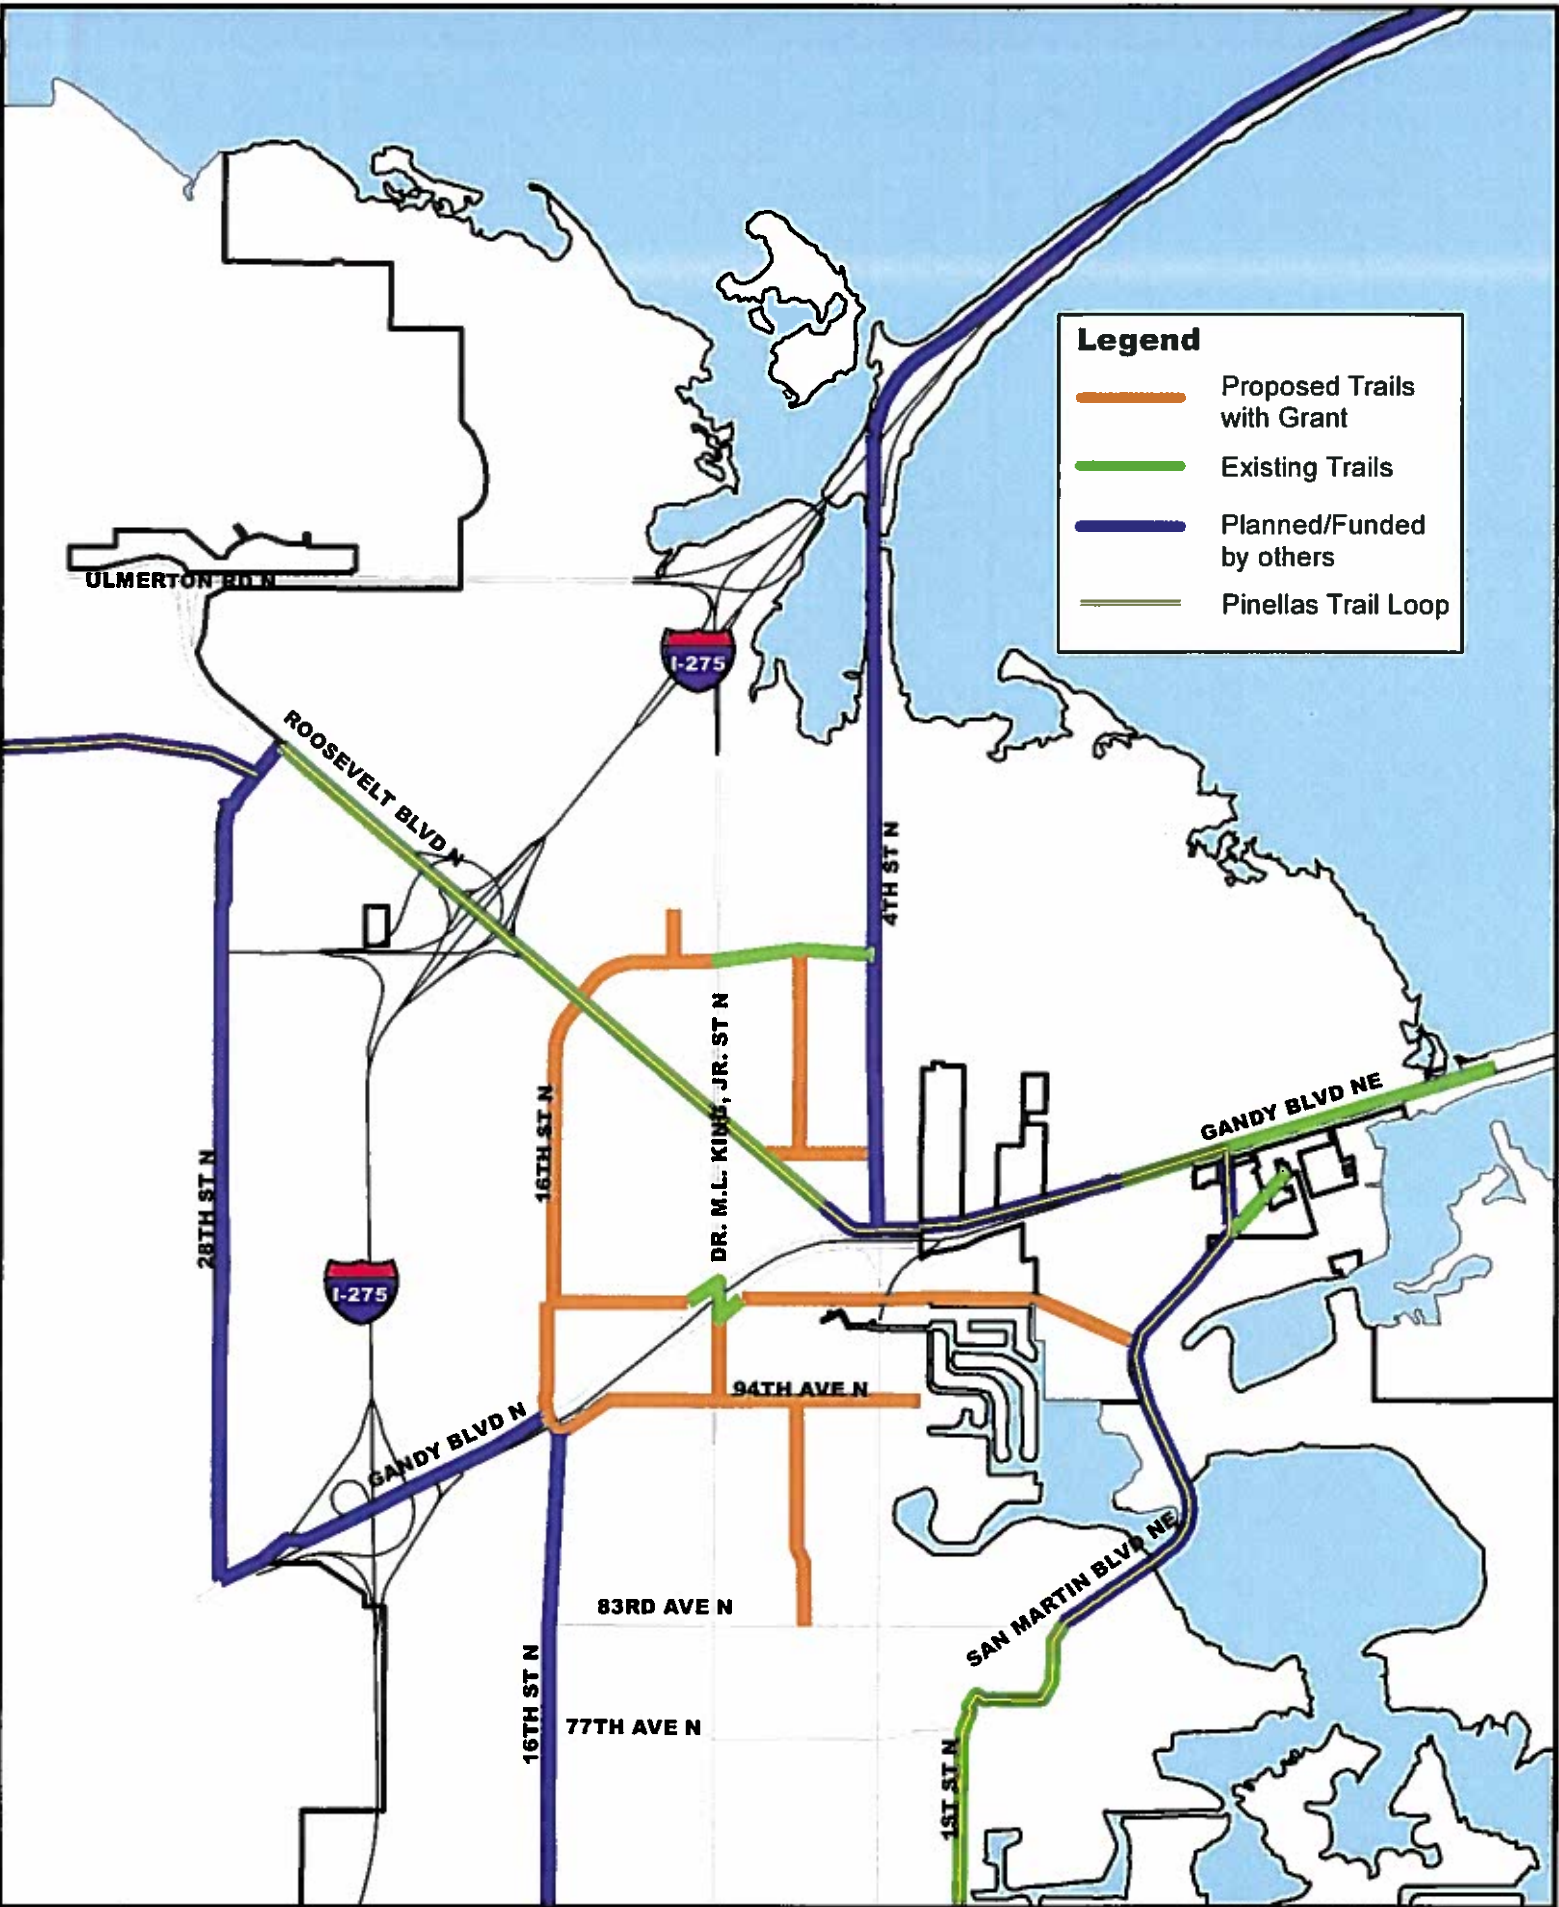 Legend
Proposed Trails
with Grant
Existing Trails
Planned/Funded
by others
Pinellas Trail Loop
ULMERTON RD N
I-275
ROOSEVELT BLVD N
4TH ST N
DR. M.L. KING, JR. ST N
16TH ST N
GANDY BLVD NE
28TH ST N
I-275
94TH AVE N
GANDY BLVD N
SAN MARTIN BLVD NE
83RD AVE N
16TH ST N
77TH AVE N
1ST ST N